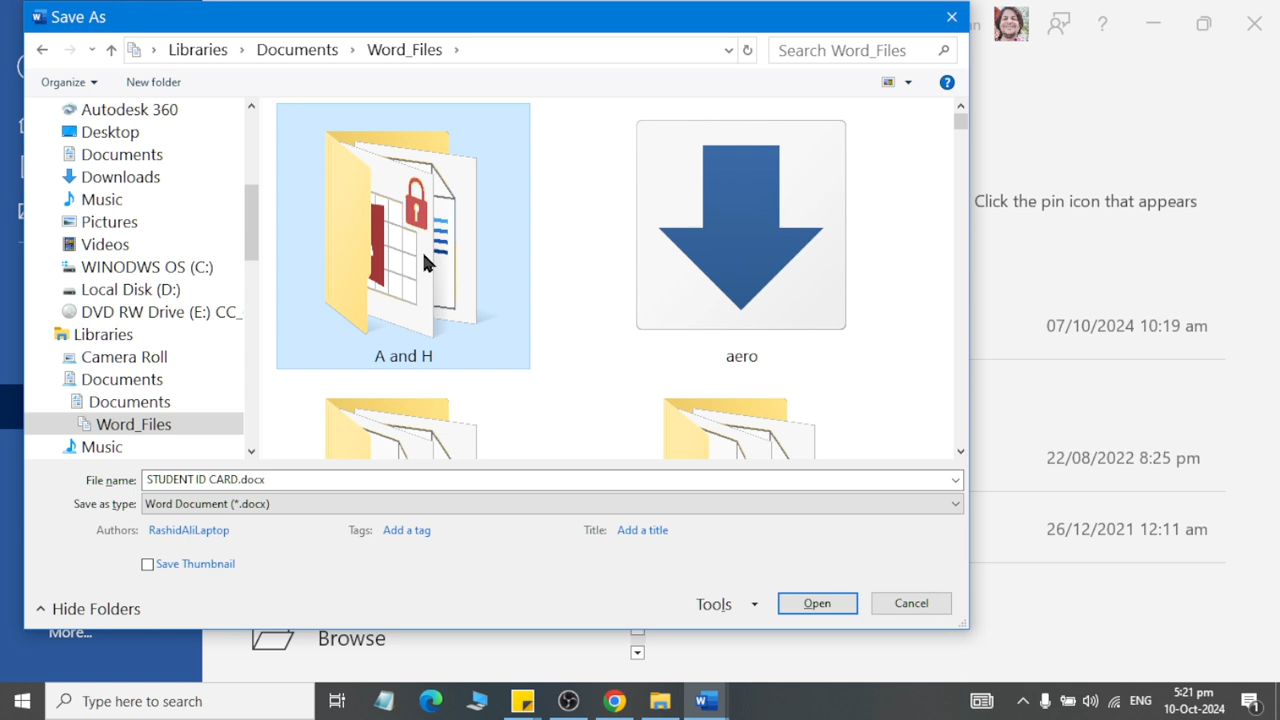 Save As
Libraries > Documents > Word_Files >
Search Word_Files
Organize
New folder
Autodesk 360
Desktop
Documents
Downloads
Music
Pictures
Videos
WINODWS OS (C:)
Local Disk (D:)
DVD RW Drive (E:) CC_
Libraries
Camera Roll
Documents
Documents
Word_Files
Music
A and H
aero
File name: STUDENT ID CARD.docx
Save as type: Word Document (*.docx)
Authors: RashidAliLaptop
Tags: Add a tag
Title: Add a title
Save Thumbnail
Hide Folders
Tools
Open
Cancel
Click the pin icon that appears
07/10/2024 10:19 am
22/08/2022 8:25 pm
26/12/2021 12:11 am
More...
Browse
Type here to search
ENG
5:21 pm
10-Oct-2024
1